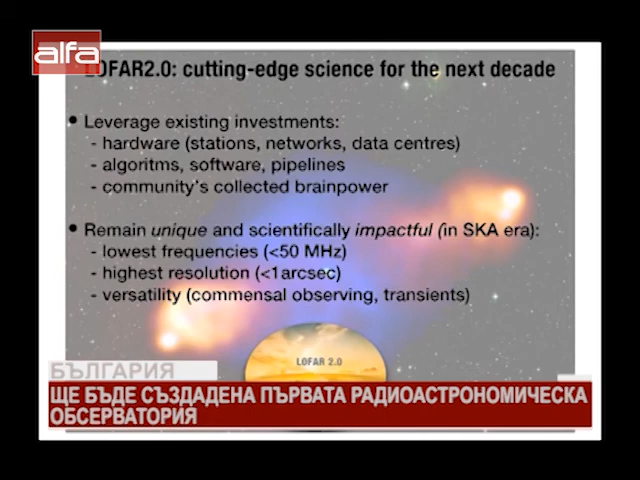 alfa
LOFAR2.0: cutting-edge science for the next decade
• Leverage existing investments:
- hardware (stations, networks, data centres)
- algoritms, software, pipelines
- community's collected brainpower
• Remain unique and scientifically impactful (in SKA era):
- lowest frequencies (<50 MHz)
- highest resolution (<1arcsec)
- versatility (commensal observing, transients)
LOFAR 2.0
БЪЛГАРИЯ
ЩЕ БЪДЕ СЪЗДАДЕНА ПЪРВАТА РАДИОАСТРОНОМИЧЕСКА
ОБСЕРВАТОРИЯ